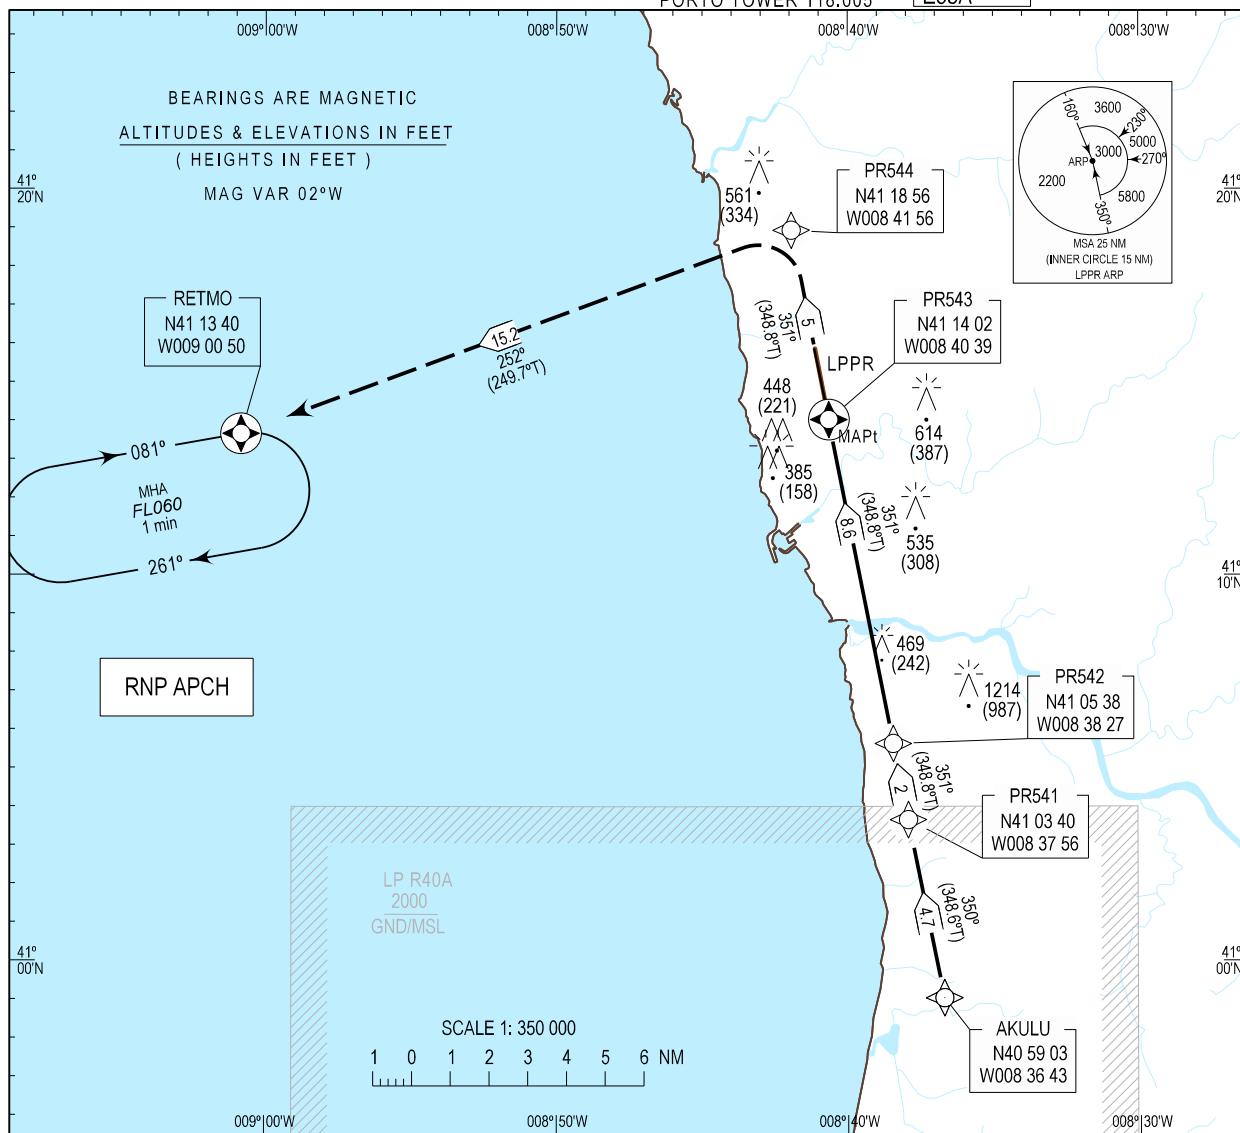 PORTO TOWER 118.005
009°00'W
008°50'W
008°40'W
008°30'W
BEARINGS ARE MAGNETIC
ALTITUDES & ELEVATIONS IN FEET
( HEIGHTS IN FEET )
MAG VAR 02°W
160°
3600
230°
5000
ARP
3000
270°
2200
5800
350°
MSA 25 NM
(INNER CIRCLE 15 NM)
LPPR ARP
41°
20'N
41°
20'N
561
(334)
PR544
N41 18 56
W008 41 56
RETMO
N41 13 40
W009 00 50
PR543
N41 14 02
W008 40 39
5
351°
(348.8°T)
15.2
252°
(249.7°T)
LPPR
448
(221)
MAPt
614
(387)
385
(158)
081°
MHA
FL060
1 min
261°
8.6
351°
(348.8°T)
535
(308)
41°
10'N
469
(242)
1214
(987)
PR542
N41 05 38
W008 38 27
RNP APCH
2
351°
(348.8°T)
PR541
N41 03 40
W008 37 56
LP R40A
2000
GND/MSL
4.7
350°
(348.6°T)
41°
00'N
41°
00'N
AKULU
N40 59 03
W008 36 43
SCALE 1: 350 000
1 0 1 2 3 4 5 6 NM
009°00'W
008°50'W
008°40'W
008°30'W